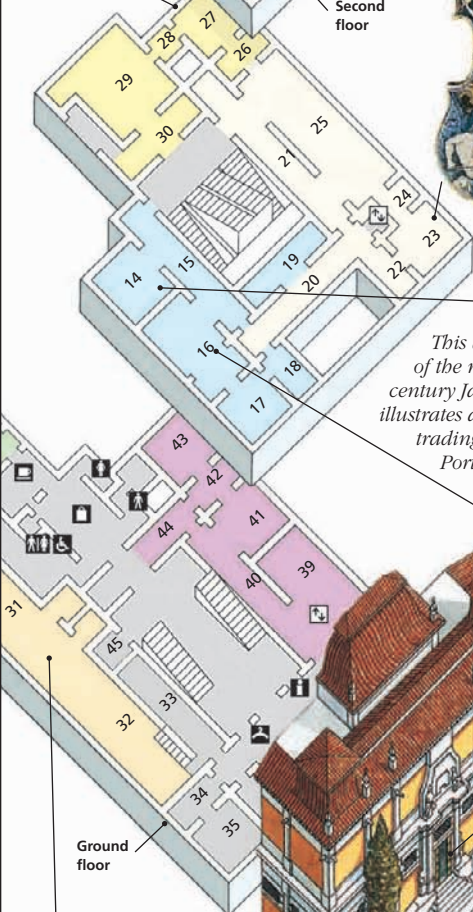 Second
floor
27
28
26
29
25
30
21
24
23
15
19
22
14
20
16
18
17
This
of the
century Ja
illustrates a
trading
Port
43
42
41
44
39
40
31
45
33
32
34
35
Ground
floor